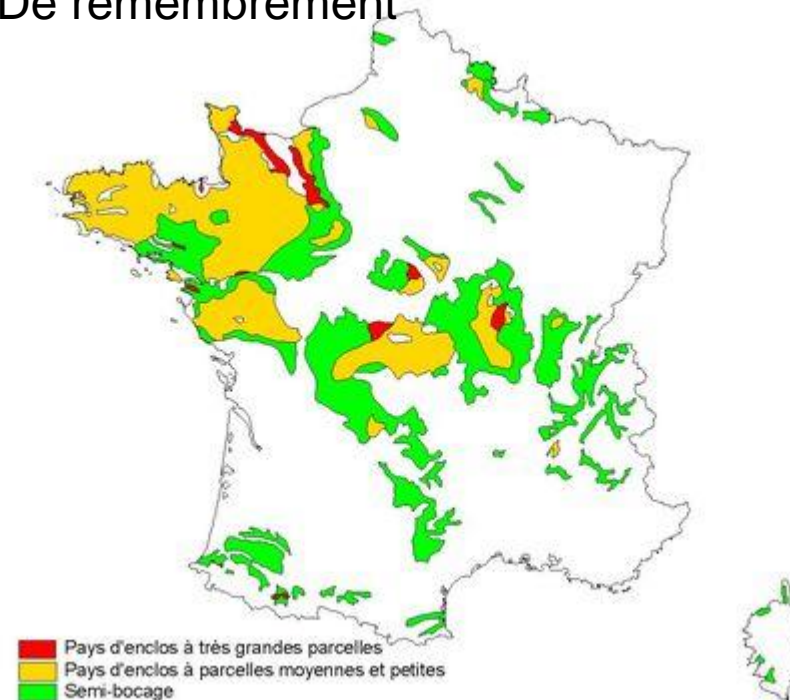 De remembrement
Pays d'enclos à très grandes parcelles
Pays d'enclos à parcelles moyennes et petites
Semi-bocage